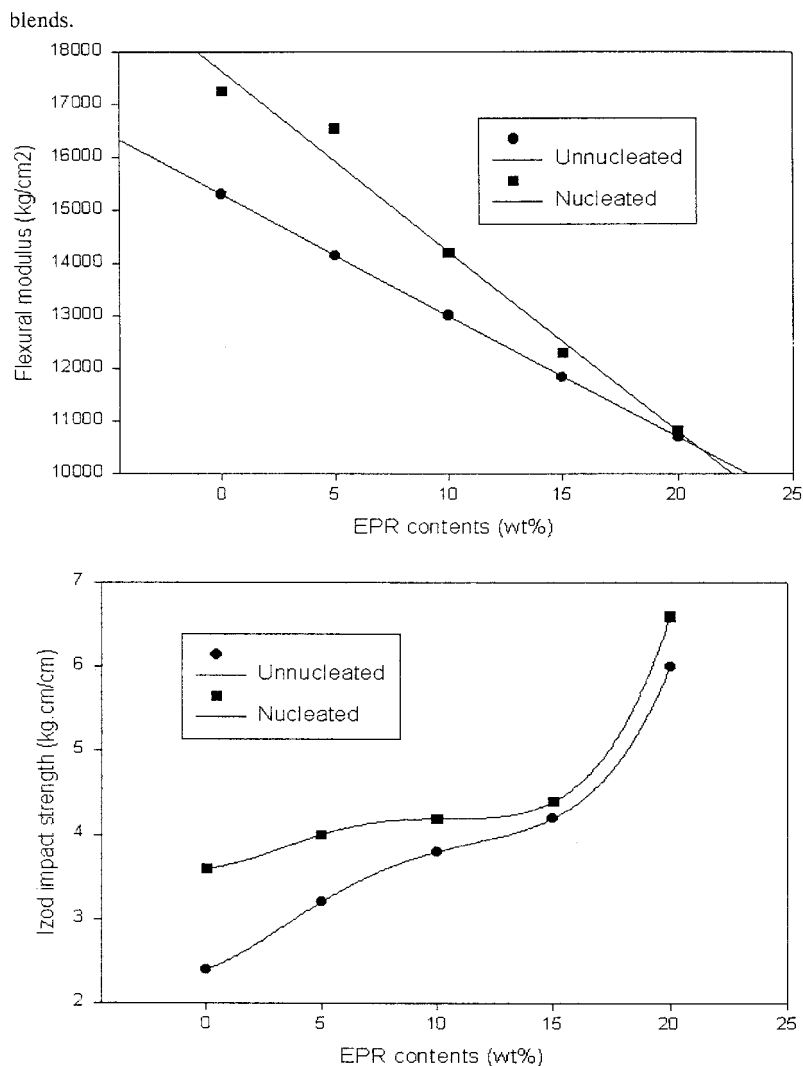 blends.
18000
17000
16000
15000
14000
13000
12000
11000
10000
Flexural modulus (kg/cm2)
Unnucleated
Nucleated
0 5 10 15 20 25
EPR contents (wt%)
7
6
5
4
3
2
Izod impact strength (kg.cm/cm)
Unnucleated
Nucleated
0 5 10 15 20 25
EPR contents (wt%)